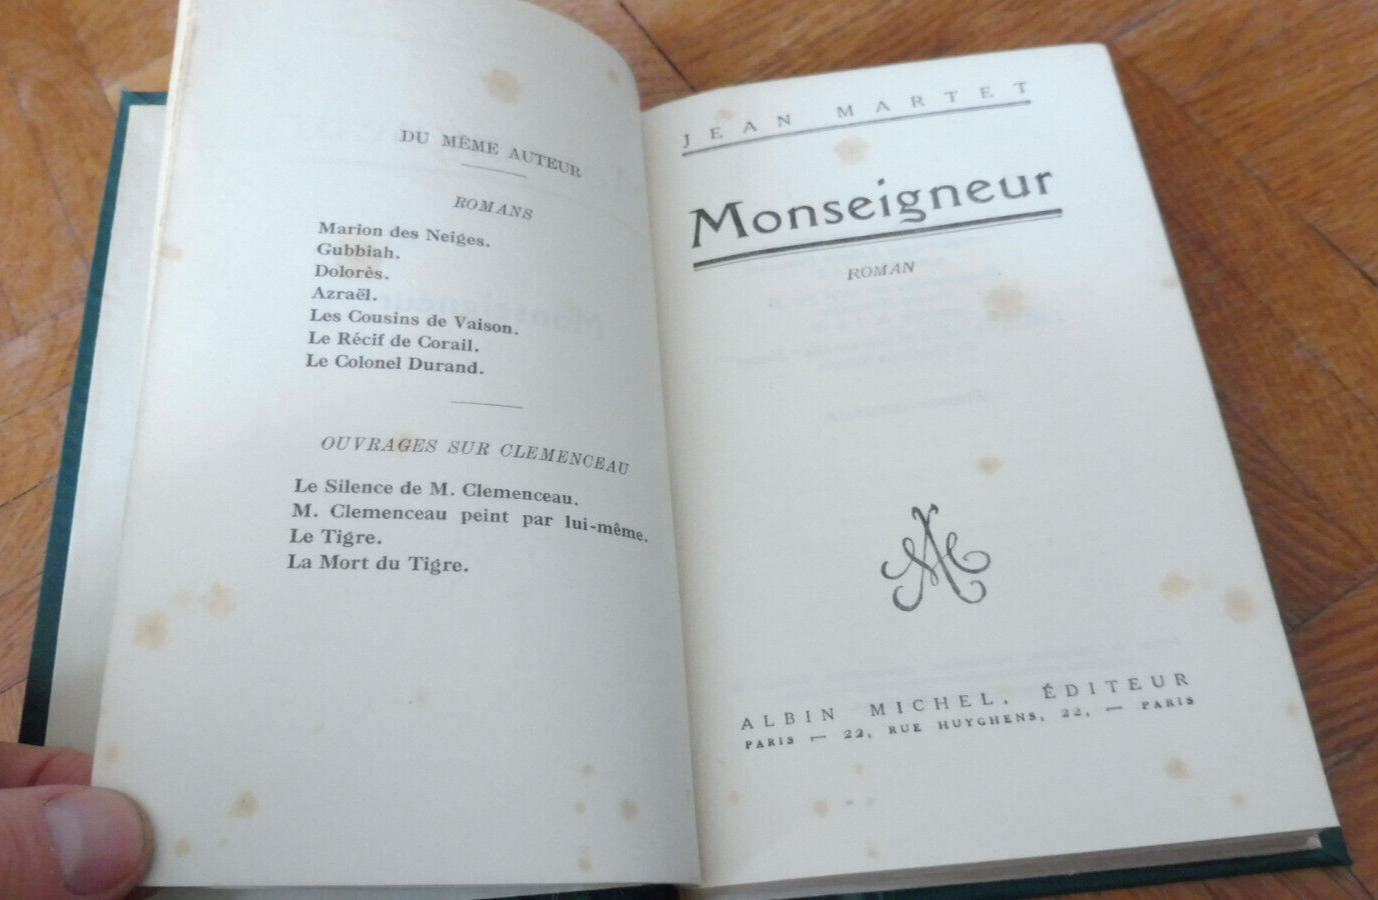 DU MÊME AUTEUR
ROMANS
Marion des Neiges.
Gubbiah.
Dolorès.
Azraël.
Les Cousins de Vaison.
Le Récif de Corail.
Le Colonel Durand.
OUVRAGES SUR CLEMENCEAU
Le Silence de M. Clemenceau.
M. Clemenceau peint par lui-même.
Le Tigre.
La Mort du Tigre.
JEAN MARTET
Monseigneur
ROMAN
ALBIN MICHEL, ÉDITEUR
PARIS — 22, RUE HUYGHENS, 22, — PARIS